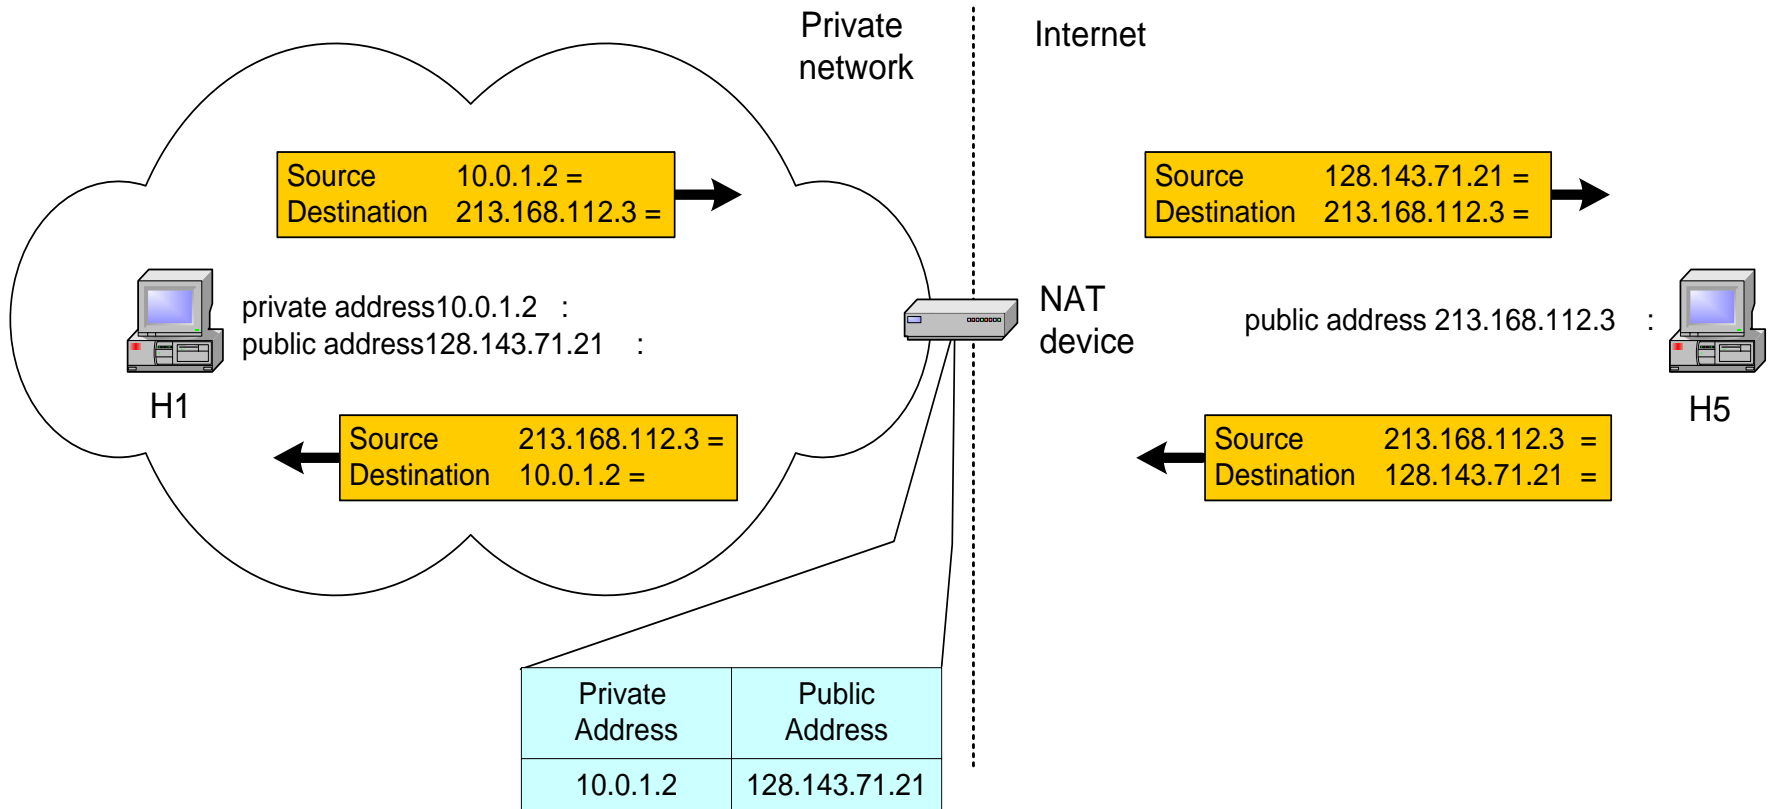 Private
network
Internet
Source 10.0.1.2 =
Destination 213.168.112.3 =
Source 128.143.71.21 =
Destination 213.168.112.3 =
private address10.0.1.2 :
public address128.143.71.21 :
H1
NAT
device
public address 213.168.112.3 :
H5
Source 213.168.112.3 =
Destination 10.0.1.2 =
Source 213.168.112.3 =
Destination 128.143.71.21 =
Private
Address
Public
Address
10.0.1.2
128.143.71.21